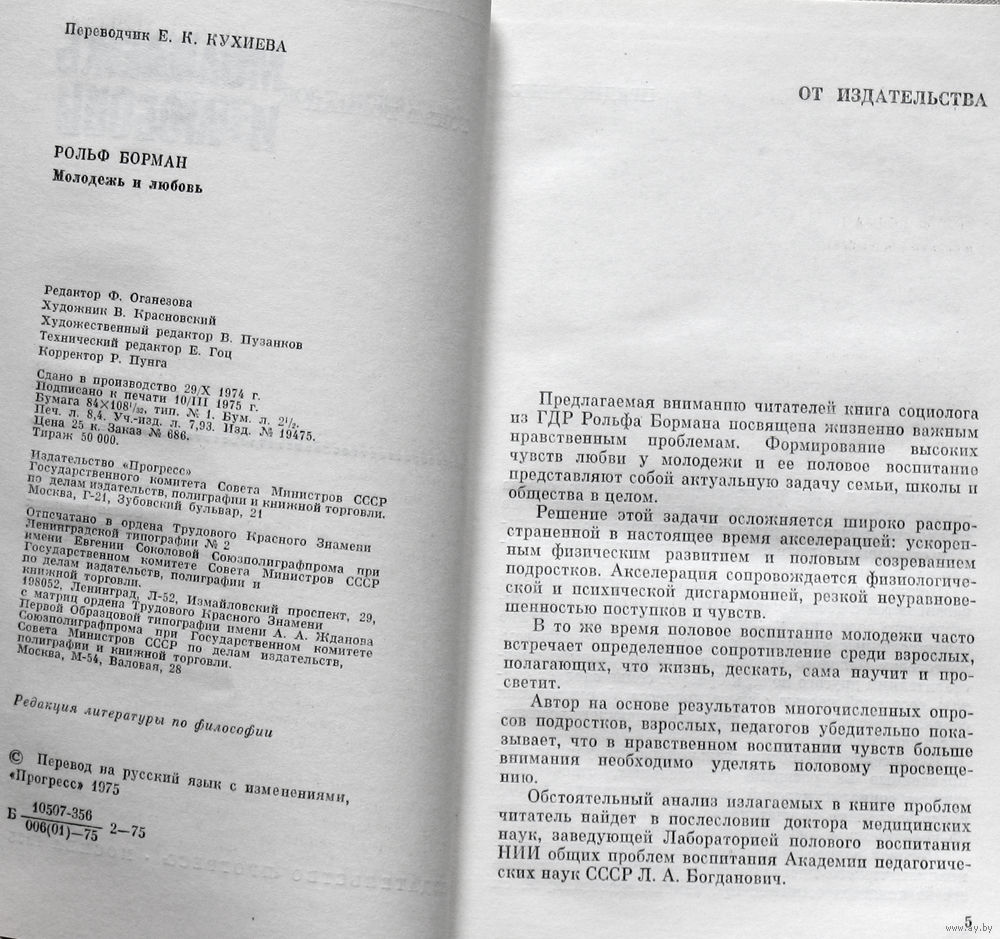 Переводчик Е. К. КУХИЕВА
РОЛЬФ БОРМАН
Молодежь и любовь
Редактор Ф. Оганезова
Художник В. Красновский
Художественный редактор В. Пузанков
Технический редактор Е. Гоц
Корректор Р. Пунга
Сдано в производство 29/X 1974 г.
Подписано к печати 10/III 1975 г.
Бумага 84×108¹/₃₂, тип. № 1. Бум. л. 2¹/₂.
Печ. л. 8,4. Уч.-изд. л. 7,93. Изд. № 19475.
Цена 25 к. Заказ № 686.
Тираж 50 000.
Издательство «Прогресс»
Государственного комитета Совета Министров СССР
по делам издательств, полиграфии и книжной торговли.
Москва, Г-21, Зубовский бульвар, 21
Отпечатано в ордена Трудового Красного Знамени
Ленинградской типографии № 2
имени Евгении Соколовой Союзполиграфпрома при
Государственном комитете Совета Министров СССР
по делам издательств, полиграфии и
книжной торговли.
198052, Ленинград, Л-52, Измайловский проспект, 29,
с матриц ордена Трудового Красного Знамени
Первой Образцовой типографии имени А. А. Жданова
Союзполиграфпрома при Государственном комитете
Совета Министров СССР по делам издательств,
полиграфии и книжной торговли.
Москва, М-54, Валовая, 28
Редакция литературы по философии
© Перевод на русский язык с изменениями,
«Прогресс» 1975
Б 10507-356
006(01)—75 2—75
ОТ ИЗДАТЕЛЬСТВА
Предлагаемая вниманию читателей книга социолога
из ГДР Рольфа Бормана посвящена жизненно важным
нравственным проблемам. Формирование высоких
чувств любви у молодежи и ее половое воспитание
представляют собой актуальную задачу семьи, школы и
общества в целом.
Решение этой задачи осложняется широко распро-
страненной в настоящее время акселерацией: ускорен-
ным физическим развитием и половым созреванием
подростков. Акселерация сопровождается физиологиче-
ской и психической дисгармонией, резкой неуравнове-
шенностью поступков и чувств.
В то же время половое воспитание молодежи часто
встречает определенное сопротивление среди взрослых,
полагающих, что жизнь, дескать, сама научит и про-
светит.
Автор на основе результатов многочисленных опро-
сов подростков, взрослых, педагогов убедительно пока-
зывает, что в нравственном воспитании чувств больше
внимания необходимо уделять половому просвеще-
нию.
Обстоятельный анализ излагаемых в книге проблем
читатель найдет в послесловии доктора медицинских
наук, заведующей Лабораторией полового воспитания
НИИ общих проблем воспитания Академии педагогиче-
ских наук СССР Л. А. Богданович.
5
www.ay.by